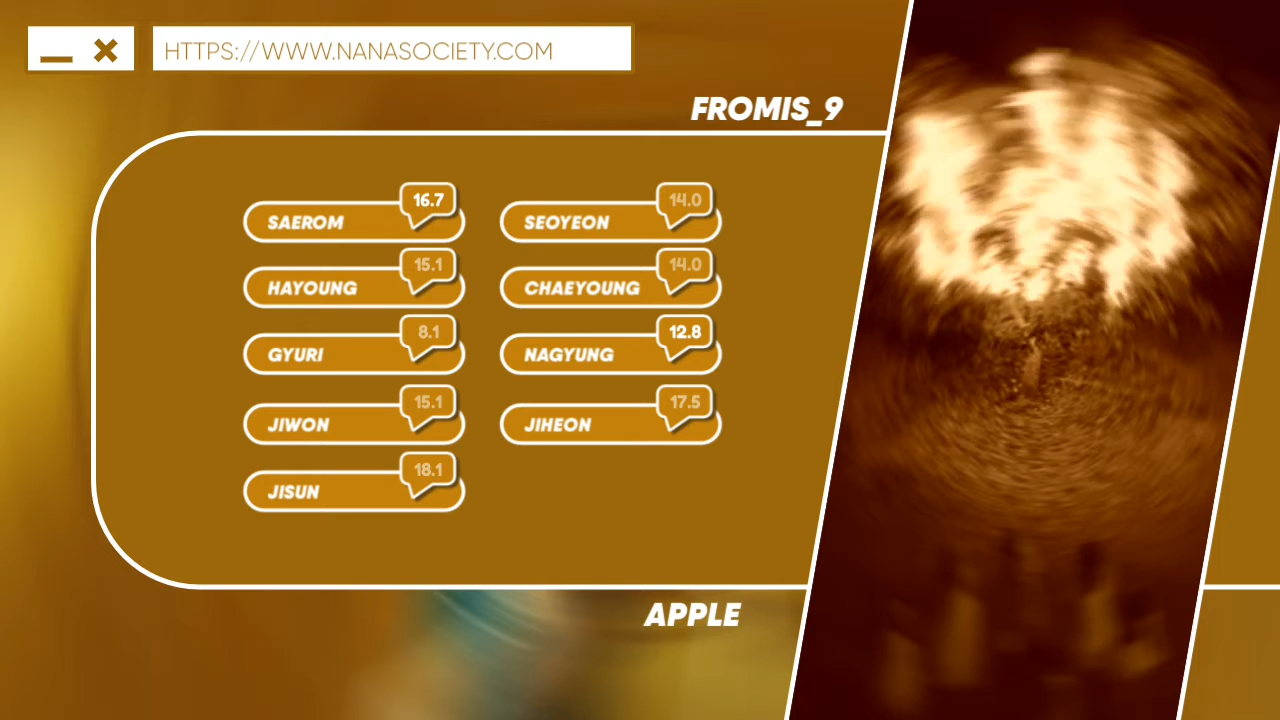 HTTPS://WWW.NANASOCIETY.COM
FROMIS_9
16.7
SAEROM
15.1
HAYOUNG
8.1
GYURI
15.1
JIWON
18.1
JISUN
14.0
SEOYEON
14.0
CHAEYOUNG
12.8
NAGYUNG
17.5
JIHEON
APPLE